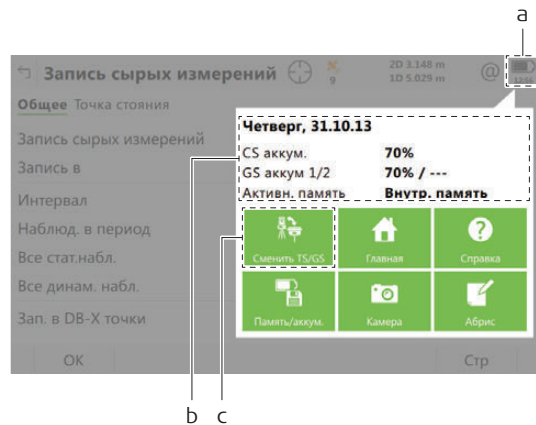 a
Запись сырых измерений
9
2D 3.148 m
1D 5.029 m
@
12:56
Общее Точка стояния
Запись сырых измерений
Запись в
Интервал
Наблюд. в период
Все стат.набл.
Все динам. набл.
Зап. в DB-X точки
Четверг, 31.10.13
CS аккум. 70%
GS аккум 1/2 70% / ---
Активн. память Внутр. память
Сменить TS/GS
Главная
?
Справка
Память/аккум.
Камера
Абрис
OK
Стр
b c